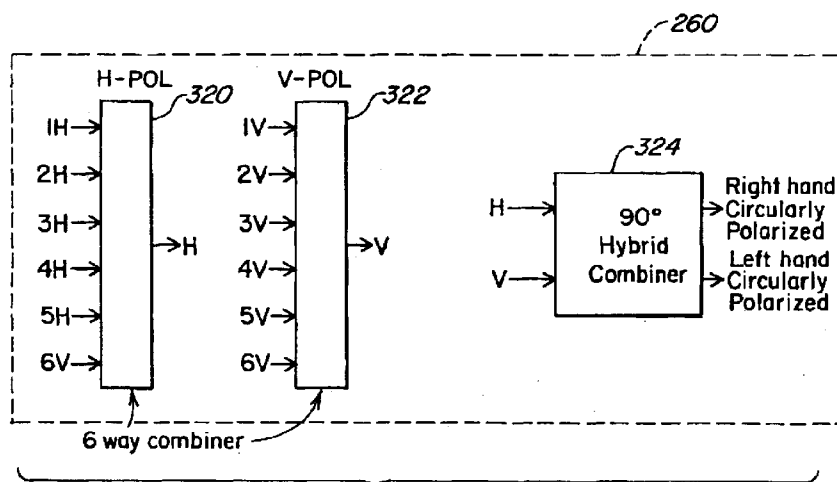 260
H-POL
320
V-POL
322
1H
2H
3H
4H
5H
6V
H
1V
2V
3V
4V
5V
6V
V
324
H
V
90°
Hybrid
Combiner
Right hand
Circularly
Polarized
Left hand
Circularly
Polarized
6 way combiner